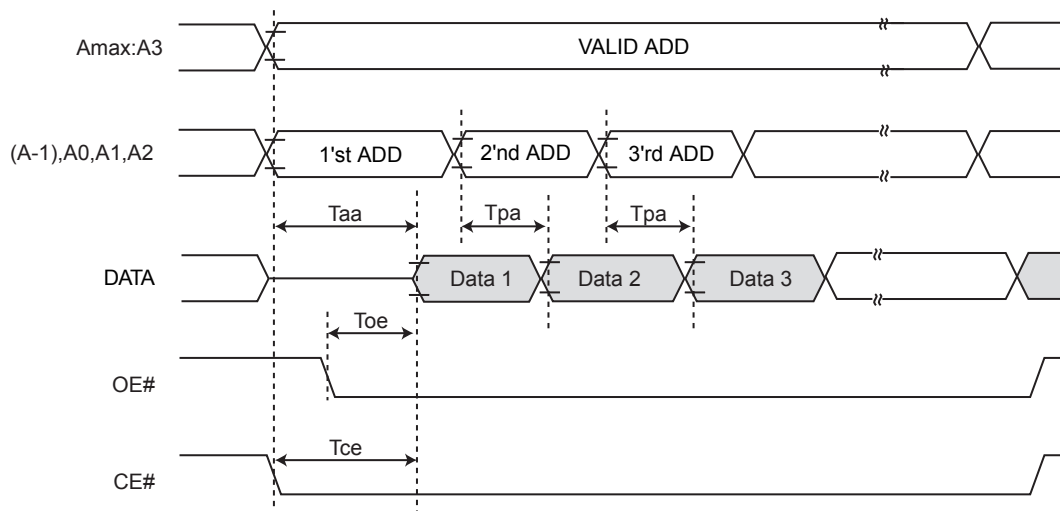 Amax:A3
VALID ADD
(A-1),A0,A1,A2
1'st ADD
2'nd ADD
3'rd ADD
Taa
Tpa
Tpa
DATA
Data 1
Data 2
Data 3
Toe
OE#
Tce
CE#